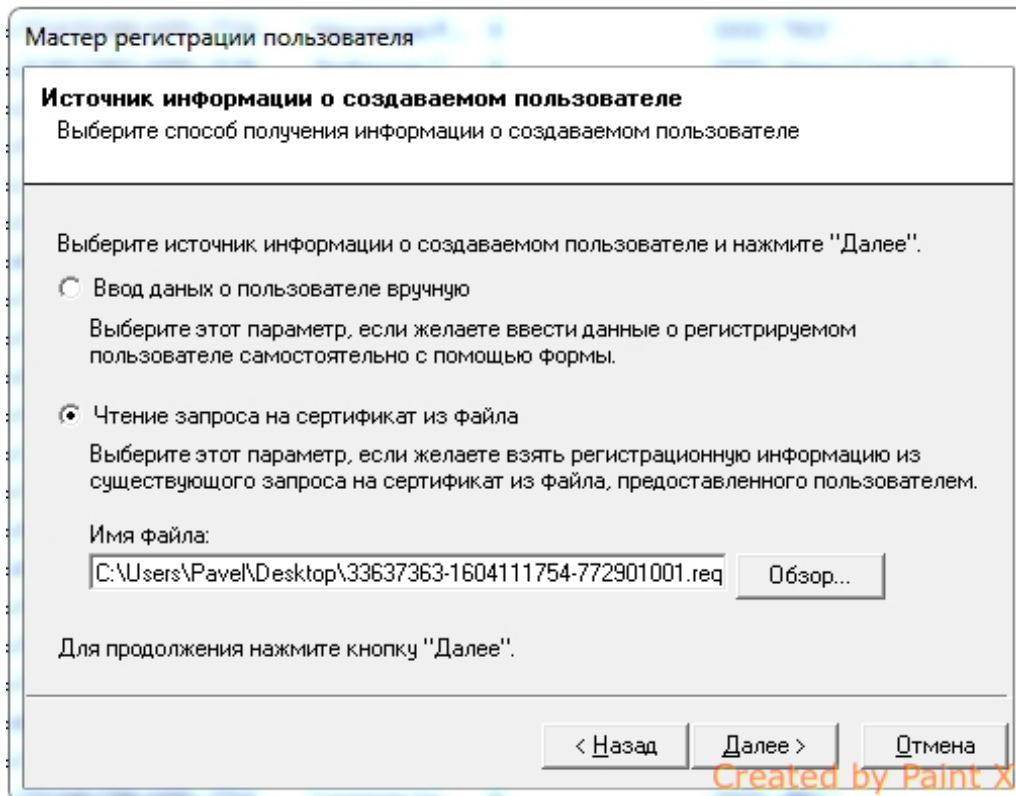 Мастер регистрации пользователя
Источник информации о создаваемом пользователе
Выберите способ получения информации о создаваемом пользователе
Выберите источник информации о создаваемом пользователе и нажмите "Далее".
Ввод даных о пользователе вручную
Выберите этот параметр, если желаете ввести данные о регистрируемом
пользователе самостоятельно с помощью формы.
Чтение запроса на сертификат из файла
Выберите этот параметр, если желаете взять регистрационную информацию из
существующего запроса на сертификат из файла, предоставленного пользователем.
Имя файла:
C:\Users\Pavel\Desktop\33637363-1604111754-772901001.req
Обзор...
Для продолжения нажмите кнопку "Далее".
< Назад Далее > Отмена
Created by Paint X